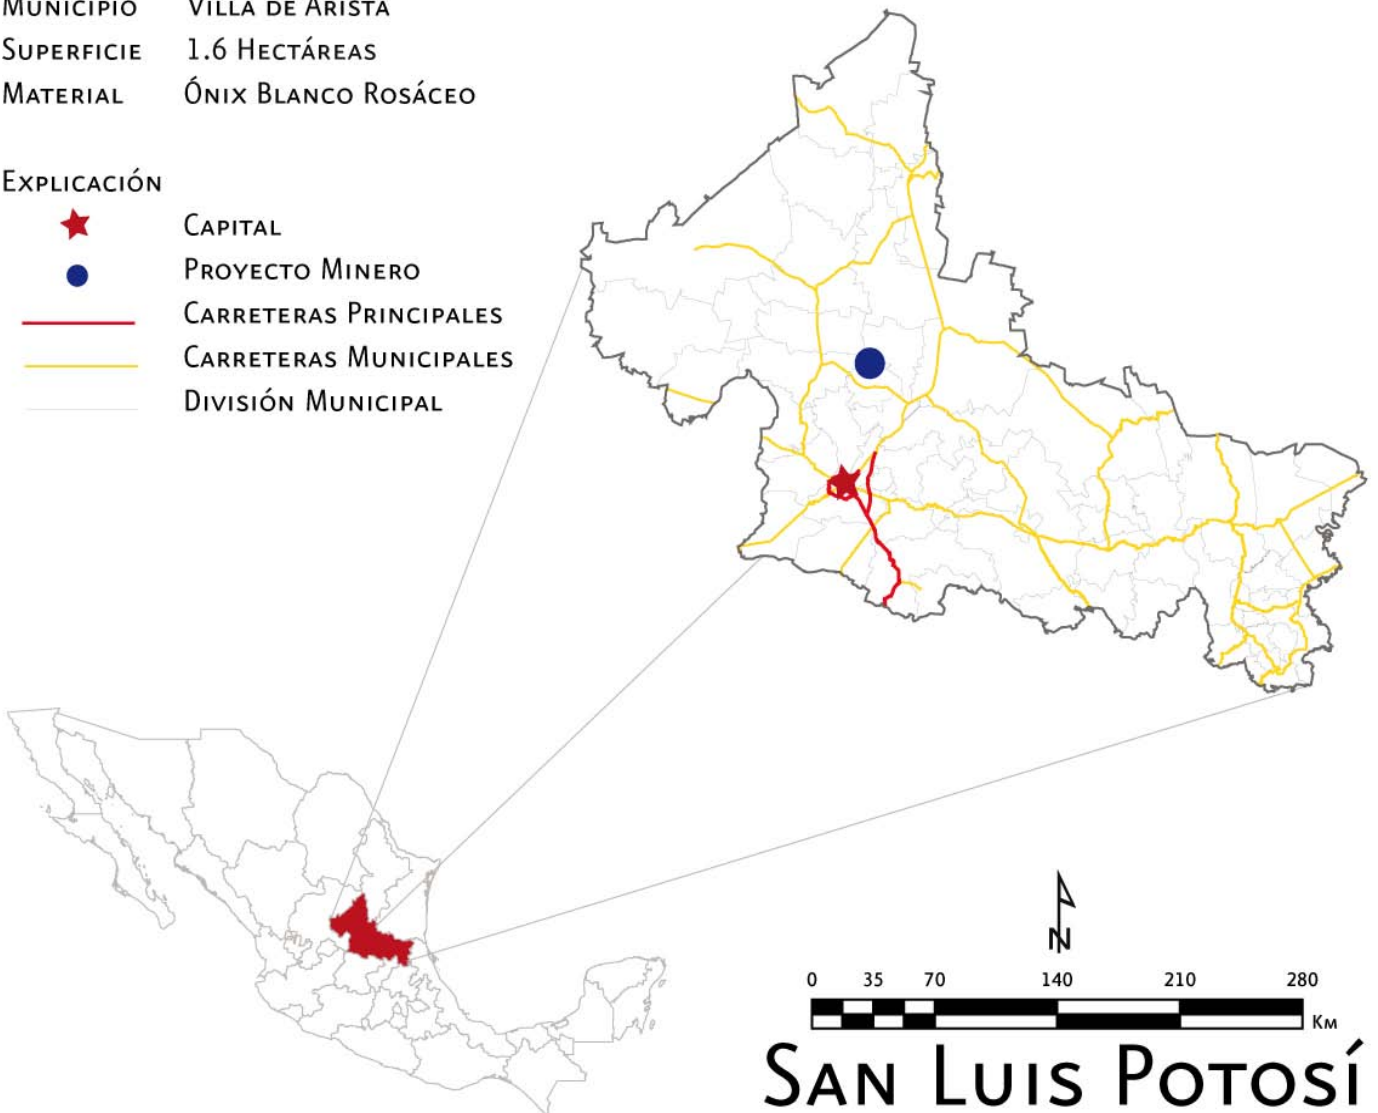 Municipio Villa de Arista
Superficie 1.6 Hectáreas
Material Ónix Blanco Rosáceo
Explicación
Capital
Proyecto Minero
Carreteras Principales
Carreteras Municipales
División Municipal
N
0 35 70 140 210 280
Km
San Luis Potosí